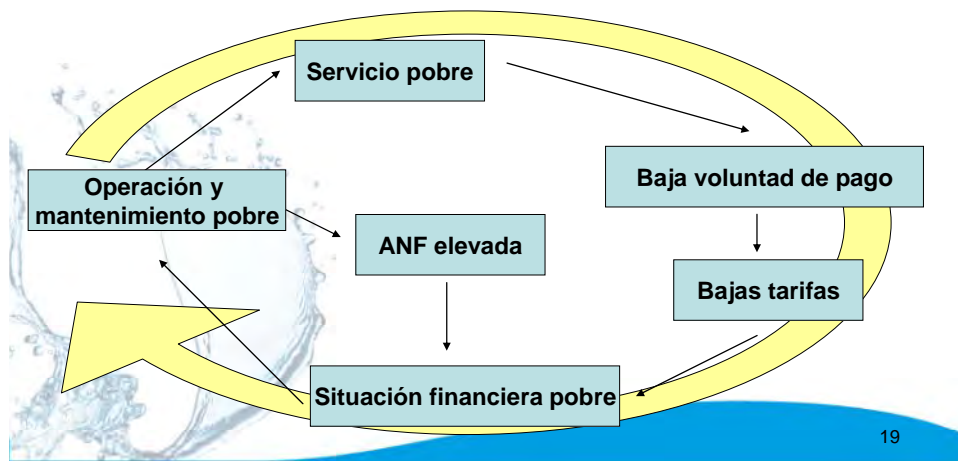 Servicio pobre
Baja voluntad de pago
Operación y
mantenimiento pobre
ANF elevada
Bajas tarifas
Situación financiera pobre
19